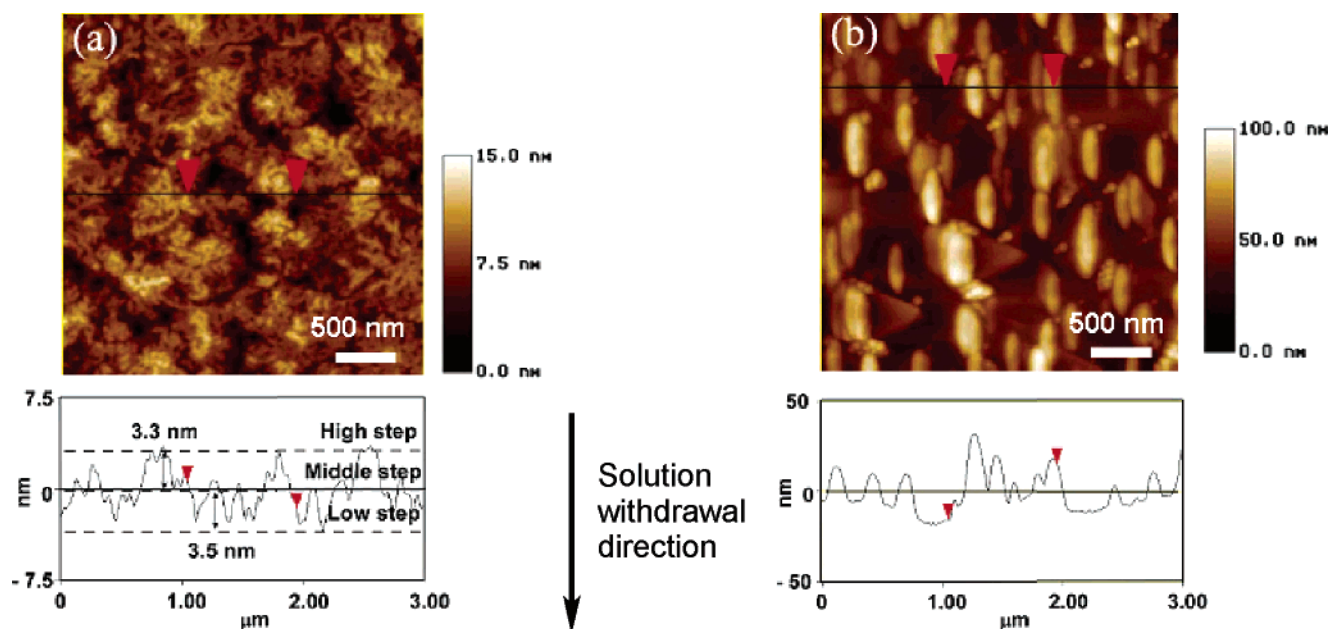 (a)
15.0 nm
7.5 nm
0.0 nm
500 nm
7.5
0
- 7.5
nm
3.3 nm
High step
Middle step
Low step
3.5 nm
0
1.00
2.00
3.00
μm
Solution
withdrawal
direction
(b)
100.0 nm
50.0 nm
0.0 nm
500 nm
50
0
- 50
nm
0
1.00
2.00
3.00
μm